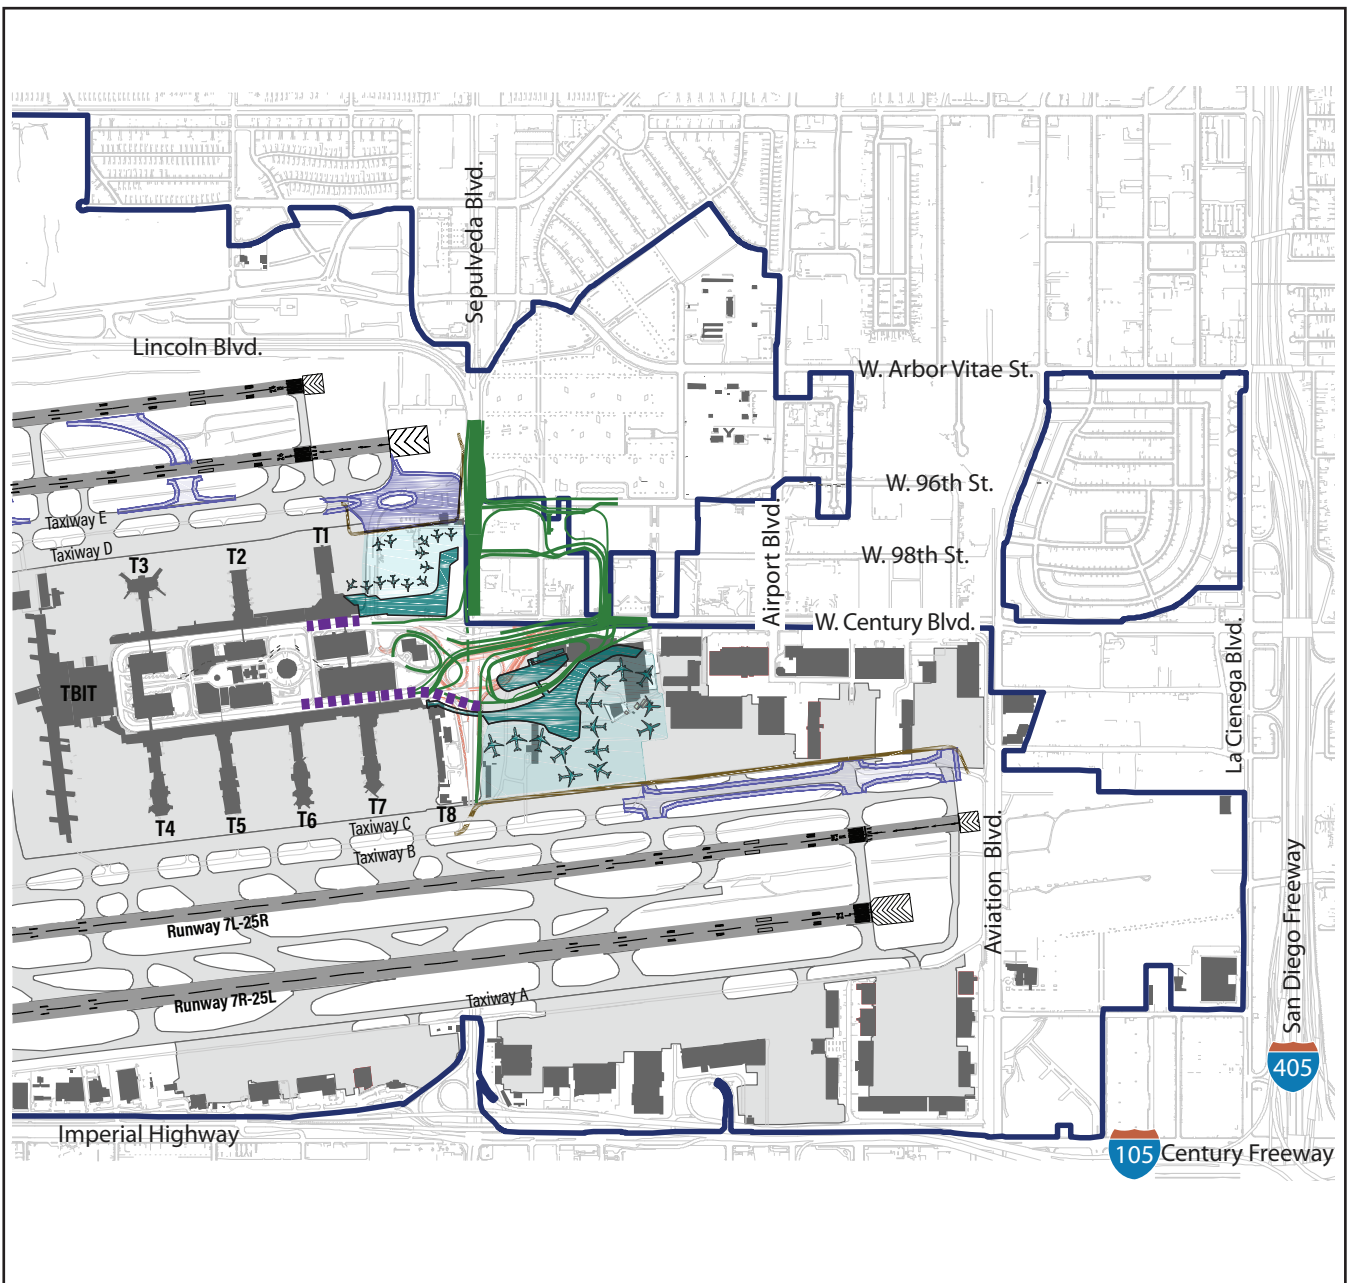 Sepulveda Blvd.
Lincoln Blvd.
W. Arbor Vitae St.
W. 96th St.
Airport Blvd.
Taxiway E
Taxiway D
T1
T2
T3
W. 98th St.
W. Century Blvd.
La Cienega Blvd.
TBIT
T4
T5
T6
T7
T8
Taxiway C
Taxiway B
Aviation Blvd.
San Diego Freeway
Runway 7L-25R
Runway 7R-25L
Taxiway A
405
Imperial Highway
105 Century Freeway